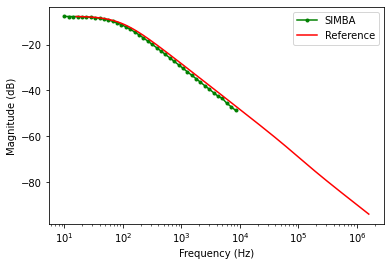 SIMBA
Reference
−20
−40
−60
−80
Magnitude (dB)
10¹ 10² 10³ 10⁴ 10⁵ 10⁶
Frequency (Hz)